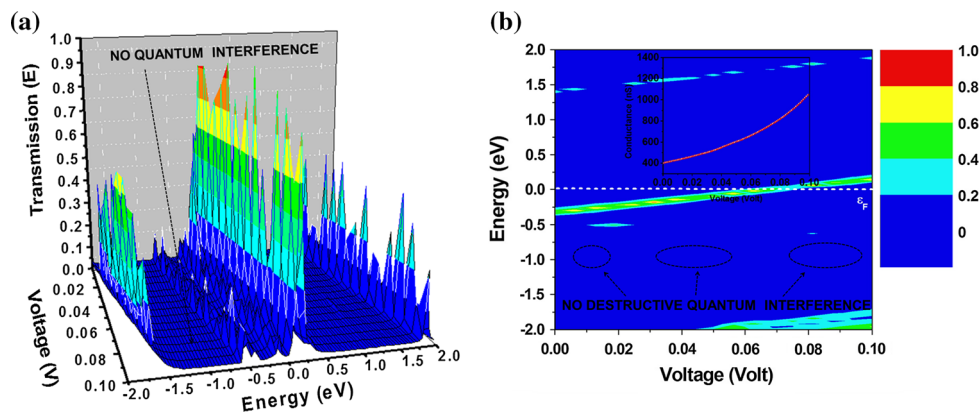 (a)
NO QUANTUM INTERFERENCE
Transmission (E)
1.0
0.9
0.8
0.7
0.6
0.5
0.4
0.3
0.2
0.1
0.0
Voltage (V)
0.02
0.04
0.06
0.08
0.10
-2.0 -1.5 -1.0 -0.5 0.0 0.5 1.0 1.5 2.0
Energy (eV)
(b)
Energy (eV)
2.0
1.5
1.0
0.5
0.0
-0.5
-1.0
-1.5
-2.0
1400
1200
1000
800
600
400
0.00 0.02 0.04 0.06 0.08 0.10
Voltage (Volt)
εF
NO DESTRUCTIVE QUANTUM INTERFERENCE
0.00 0.02 0.04 0.06 0.08 0.10
Voltage (Volt)
1.0
0.8
0.6
0.4
0.2
0